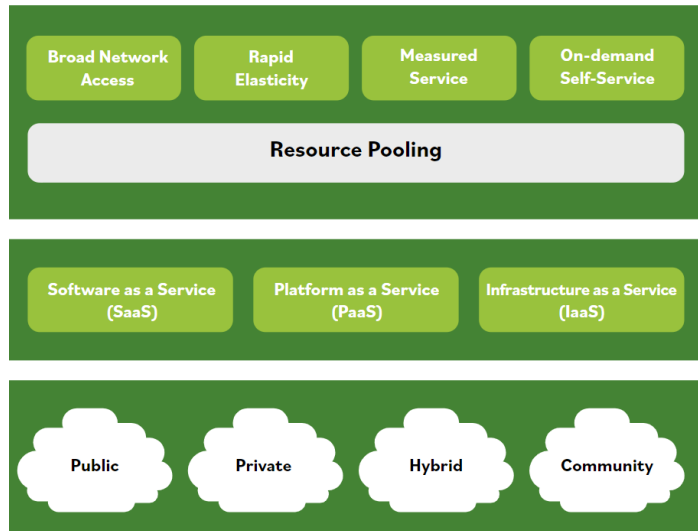 Broad Network
Access
Rapid
Elasticity
Measured
Service
On-demand
Self-Service
Resource Pooling
Software as a Service
(SaaS)
Platform as a Service
(PaaS)
Infrastructure as a Service
(IaaS)
Public
Private
Hybrid
Community